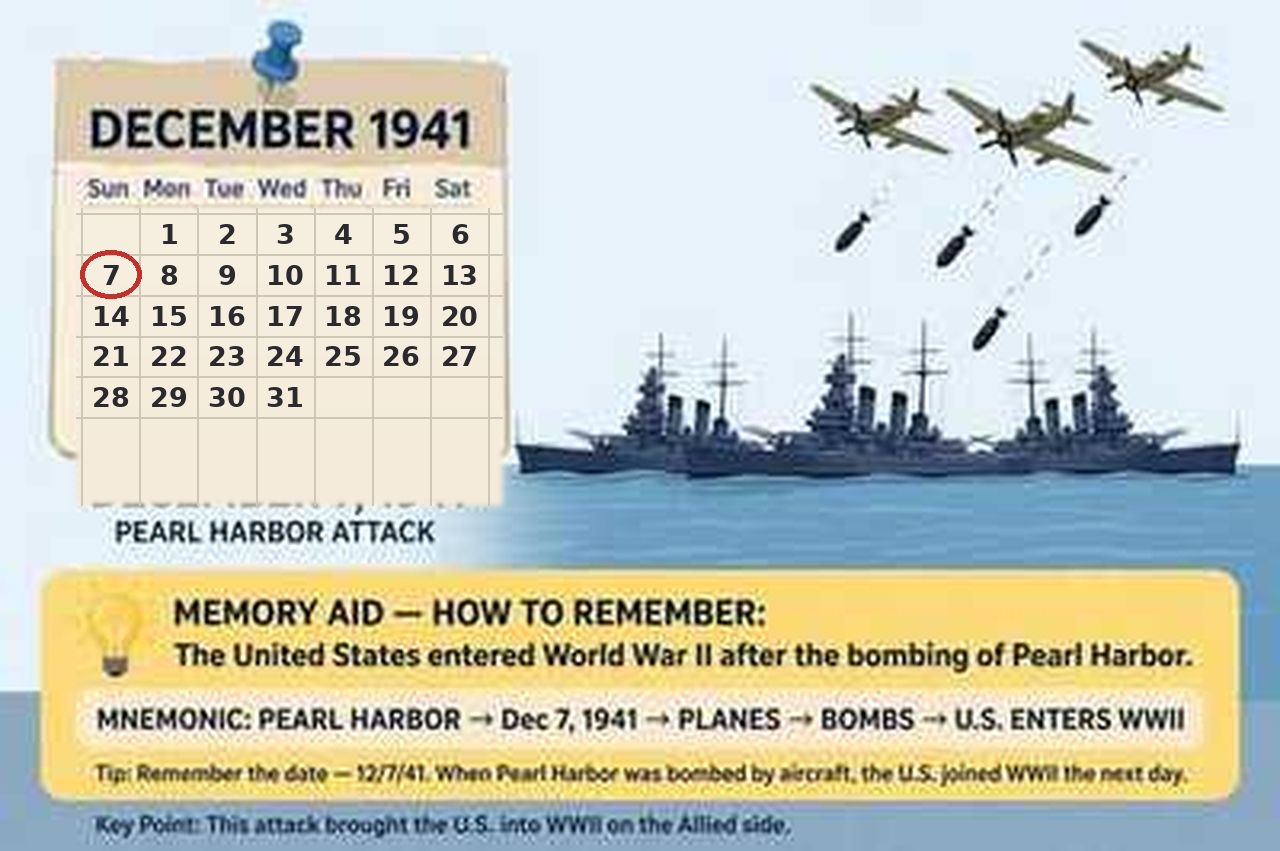 DECEMBER 1941
Sun Mon Tue Wed Thu Fri Sat
1 2 3 4 5 6
7 8 9 10 11 12 13
14 15 16 17 18 19 20
21 22 23 24 25 26 27
28 29 30 31
PEARL HARBOR ATTACK
MEMORY AID — HOW TO REMEMBER:
The United States entered World War II after the bombing of Pearl Harbor.
MNEMONIC: PEARL HARBOR → Dec 7, 1941 → PLANES → BOMBS → U.S. ENTERS WWII
Tip: Remember the date — 12/7/41. When Pearl Harbor was bombed by aircraft, the U.S. joined WWII the next day.
Key Point: This attack brought the U.S. into WWII on the Allied side.